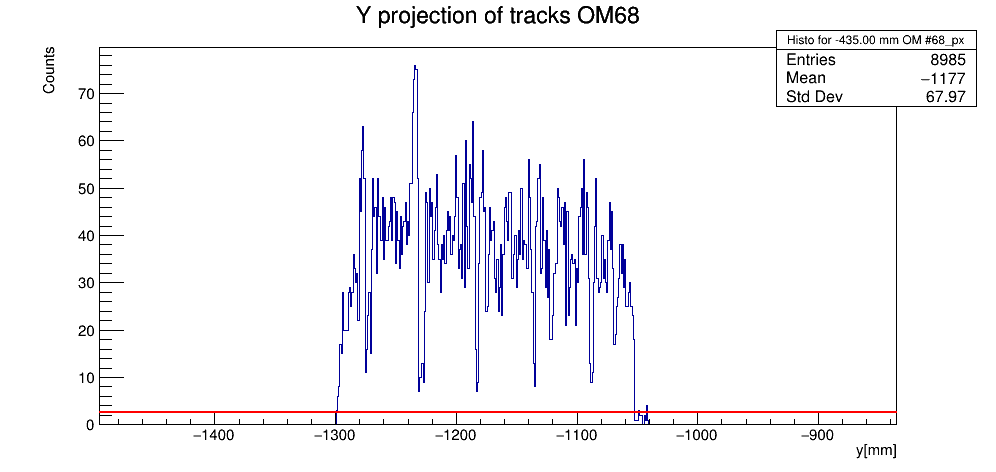 Y projection of tracks OM68
Histo for -435.00 mm OM #68_px
Entries 8985
Mean −1177
Std Dev 67.97
Counts
70
60
50
40
30
20
10
0
−1400 −1300 −1200 −1100 −1000 −900
y[mm]